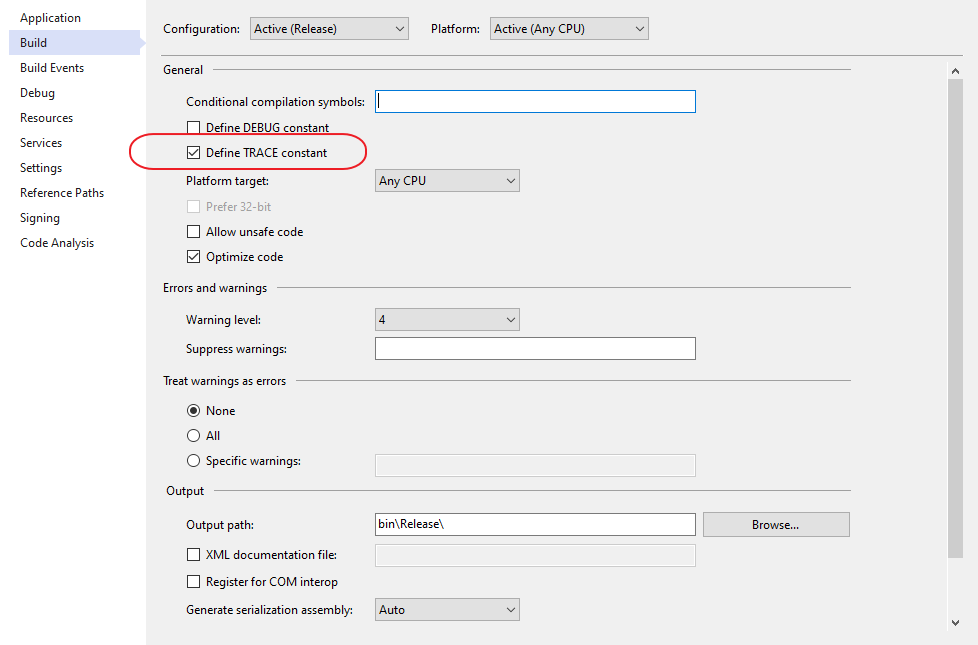 Application
Build
Build Events
Debug
Resources
Services
Settings
Reference Paths
Signing
Code Analysis
Configuration: Active (Release) Platform: Active (Any CPU)
General
Conditional compilation symbols:
Define DEBUG constant
Define TRACE constant
Platform target: Any CPU
Prefer 32-bit
Allow unsafe code
Optimize code
Errors and warnings
Warning level: 4
Suppress warnings:
Treat warnings as errors
None
All
Specific warnings:
Output
Output path: bin\Release\ Browse...
XML documentation file:
Register for COM interop
Generate serialization assembly: Auto